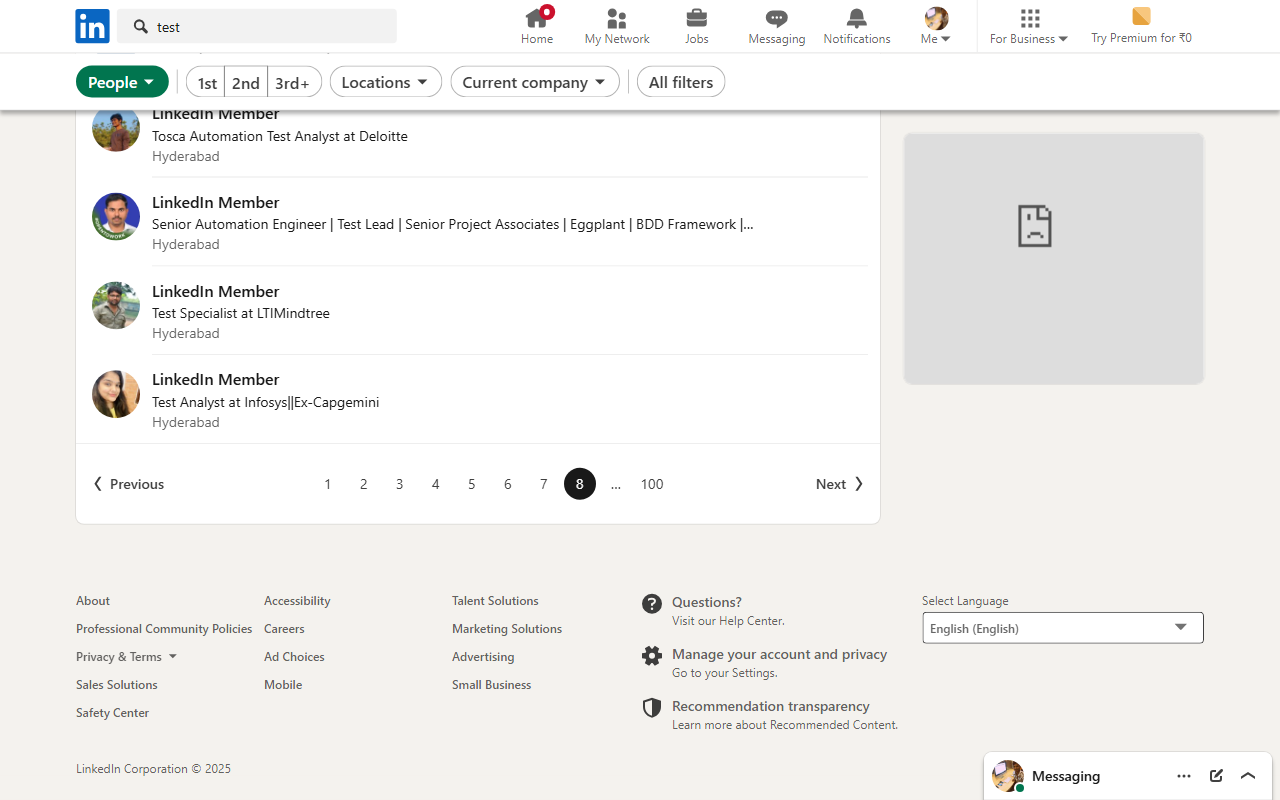 in
test
Home
My Network
Jobs
Messaging
Notifications
Me
For Business
Try Premium for ₹0
People
1st
2nd
3rd+
Locations
Current company
All filters
LinkedIn Member
Tosca Automation Test Analyst at Deloitte
Hyderabad
LinkedIn Member
Senior Automation Engineer | Test Lead | Senior Project Associates | Eggplant | BDD Framework |...
Hyderabad
LinkedIn Member
Test Specialist at LTIMindtree
Hyderabad
LinkedIn Member
Test Analyst at Infosys||Ex-Capgemini
Hyderabad
Previous 1 2 3 4 5 6 7 8 ... 100 Next
About
Accessibility
Talent Solutions
Professional Community Policies
Careers
Marketing Solutions
Privacy & Terms
Ad Choices
Advertising
Sales Solutions
Mobile
Small Business
Safety Center
Questions?
Visit our Help Center.
Manage your account and privacy
Go to your Settings.
Recommendation transparency
Learn more about Recommended Content.
Select Language
English (English)
LinkedIn Corporation © 2025
Messaging